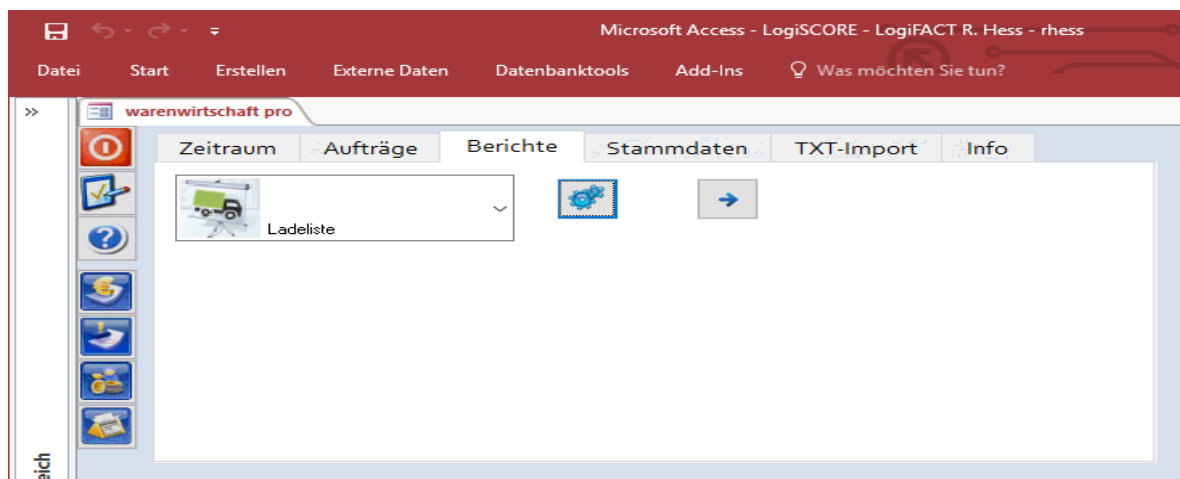 Microsoft Access - LogiSCORE - LogiFACT R. Hess - rhess
Datei Start Erstellen Externe Daten Datenbanktools Add-Ins Was möchten Sie tun?
» warenwirtschaft pro
Zeitraum Aufträge Berichte Stammdaten TXT-Import Info
Ladeliste
eich